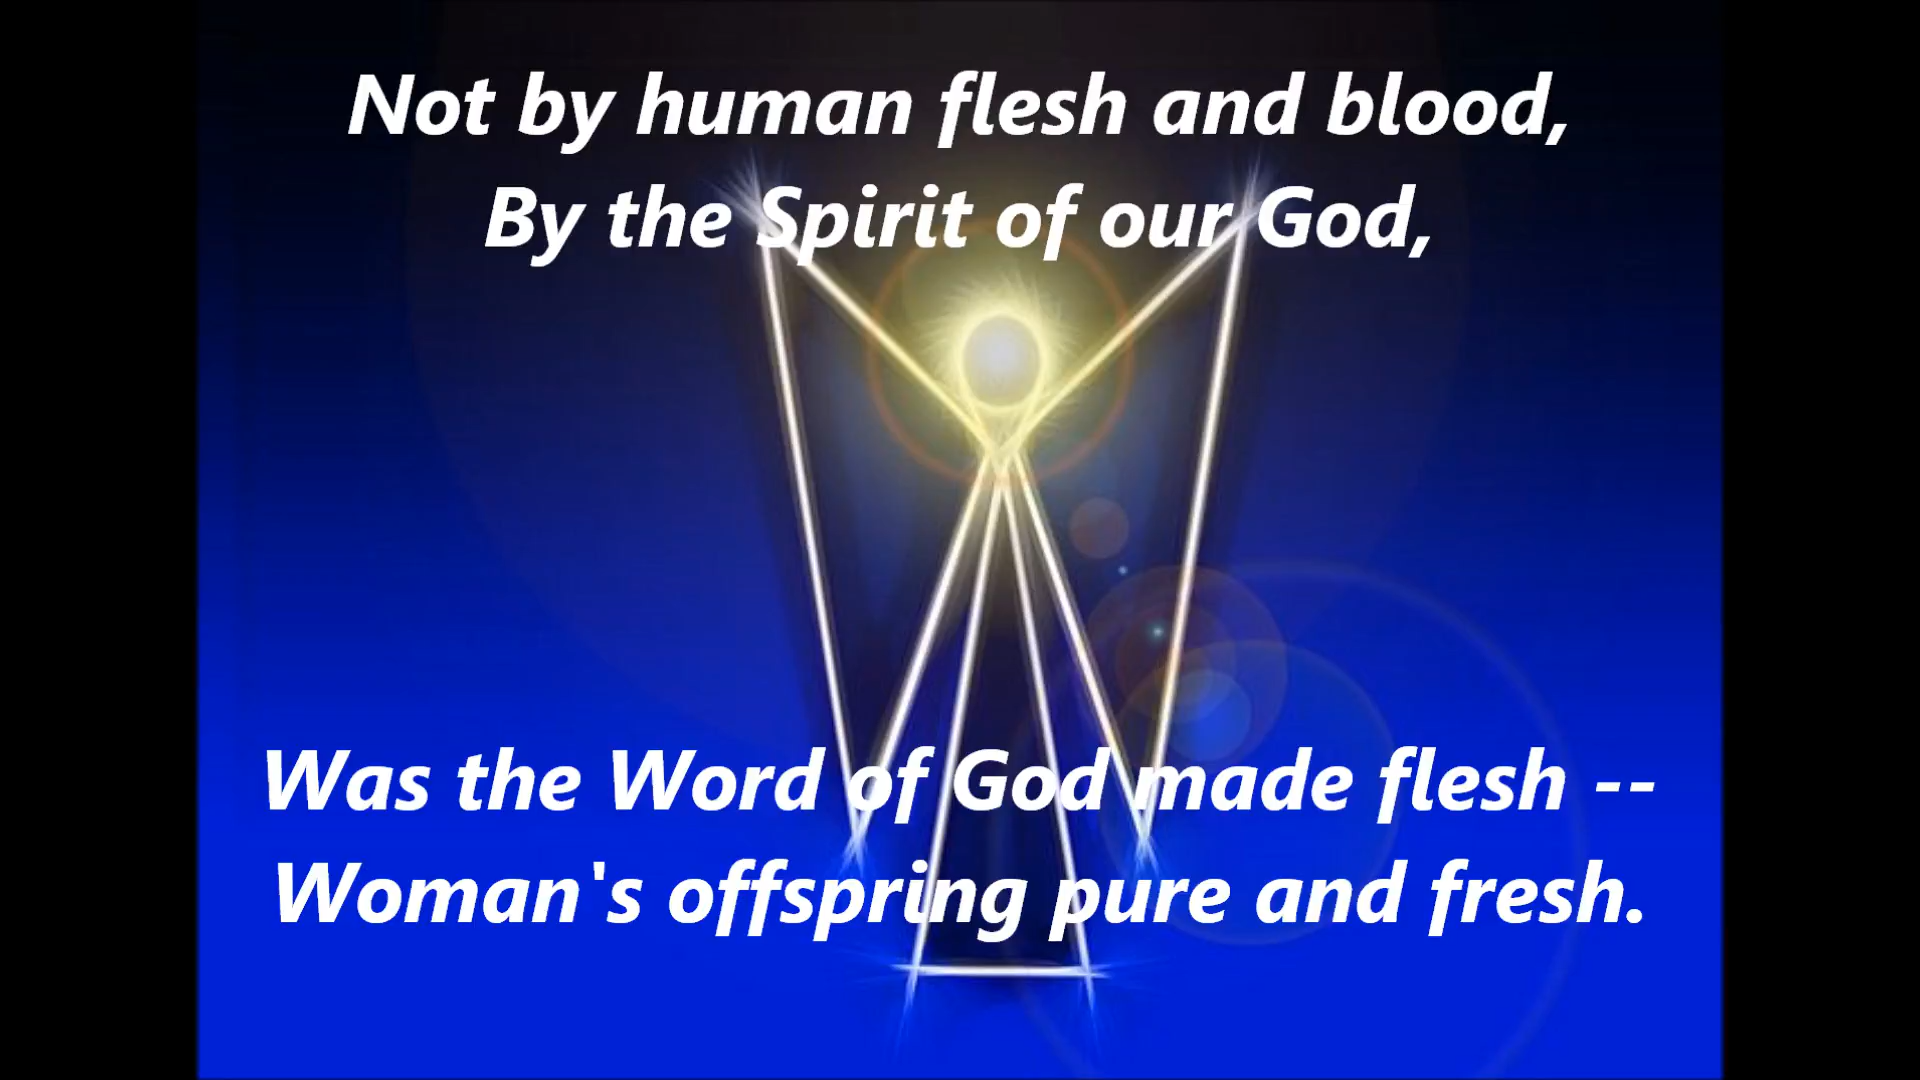 Not by human flesh and blood,
By the Spirit of our God,
Was the Word of God made flesh --
Woman's offspring pure and fresh.